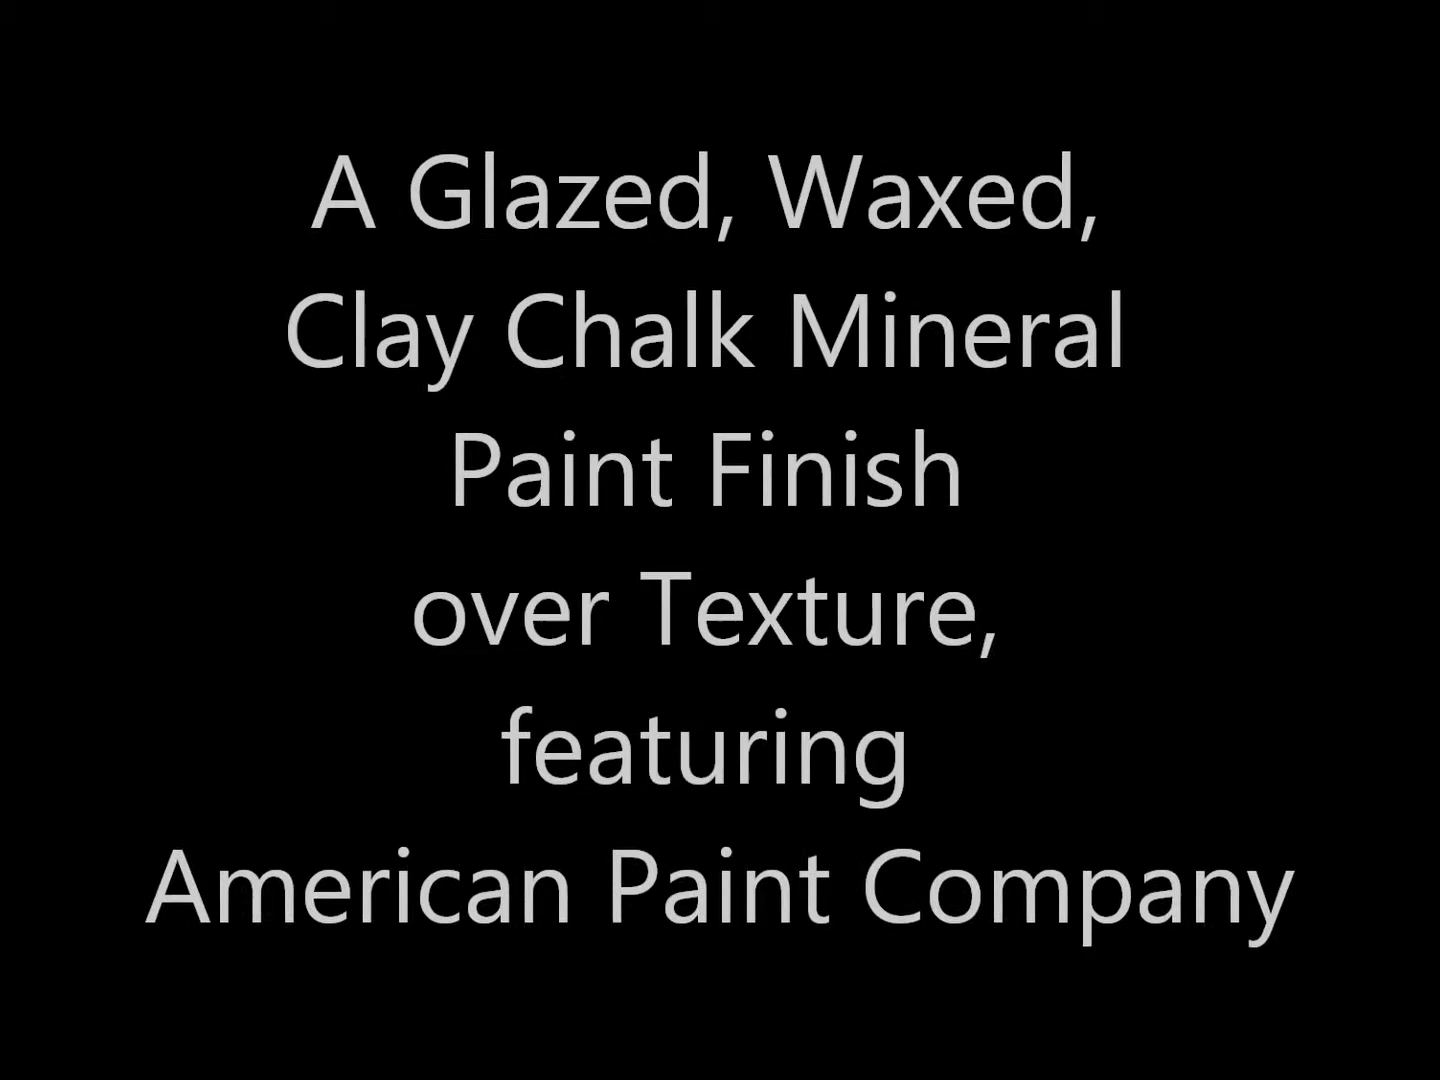 A Glazed, Waxed,
Clay Chalk Mineral
Paint Finish
over Texture,
featuring
American Paint Company